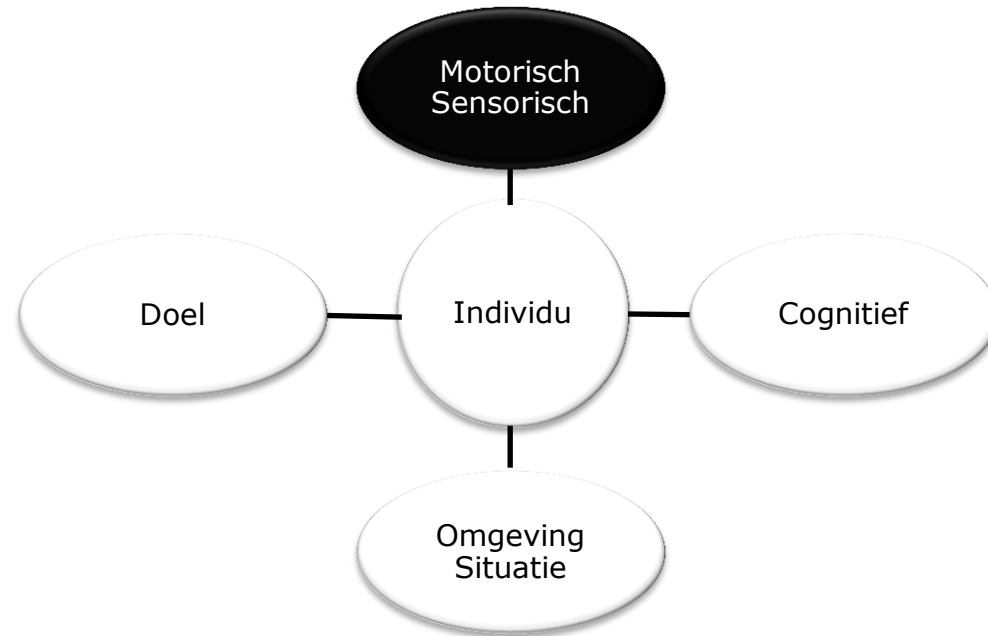 Motorisch
Sensorisch
Doel
Individu
Cognitief
Omgeving
Situatie